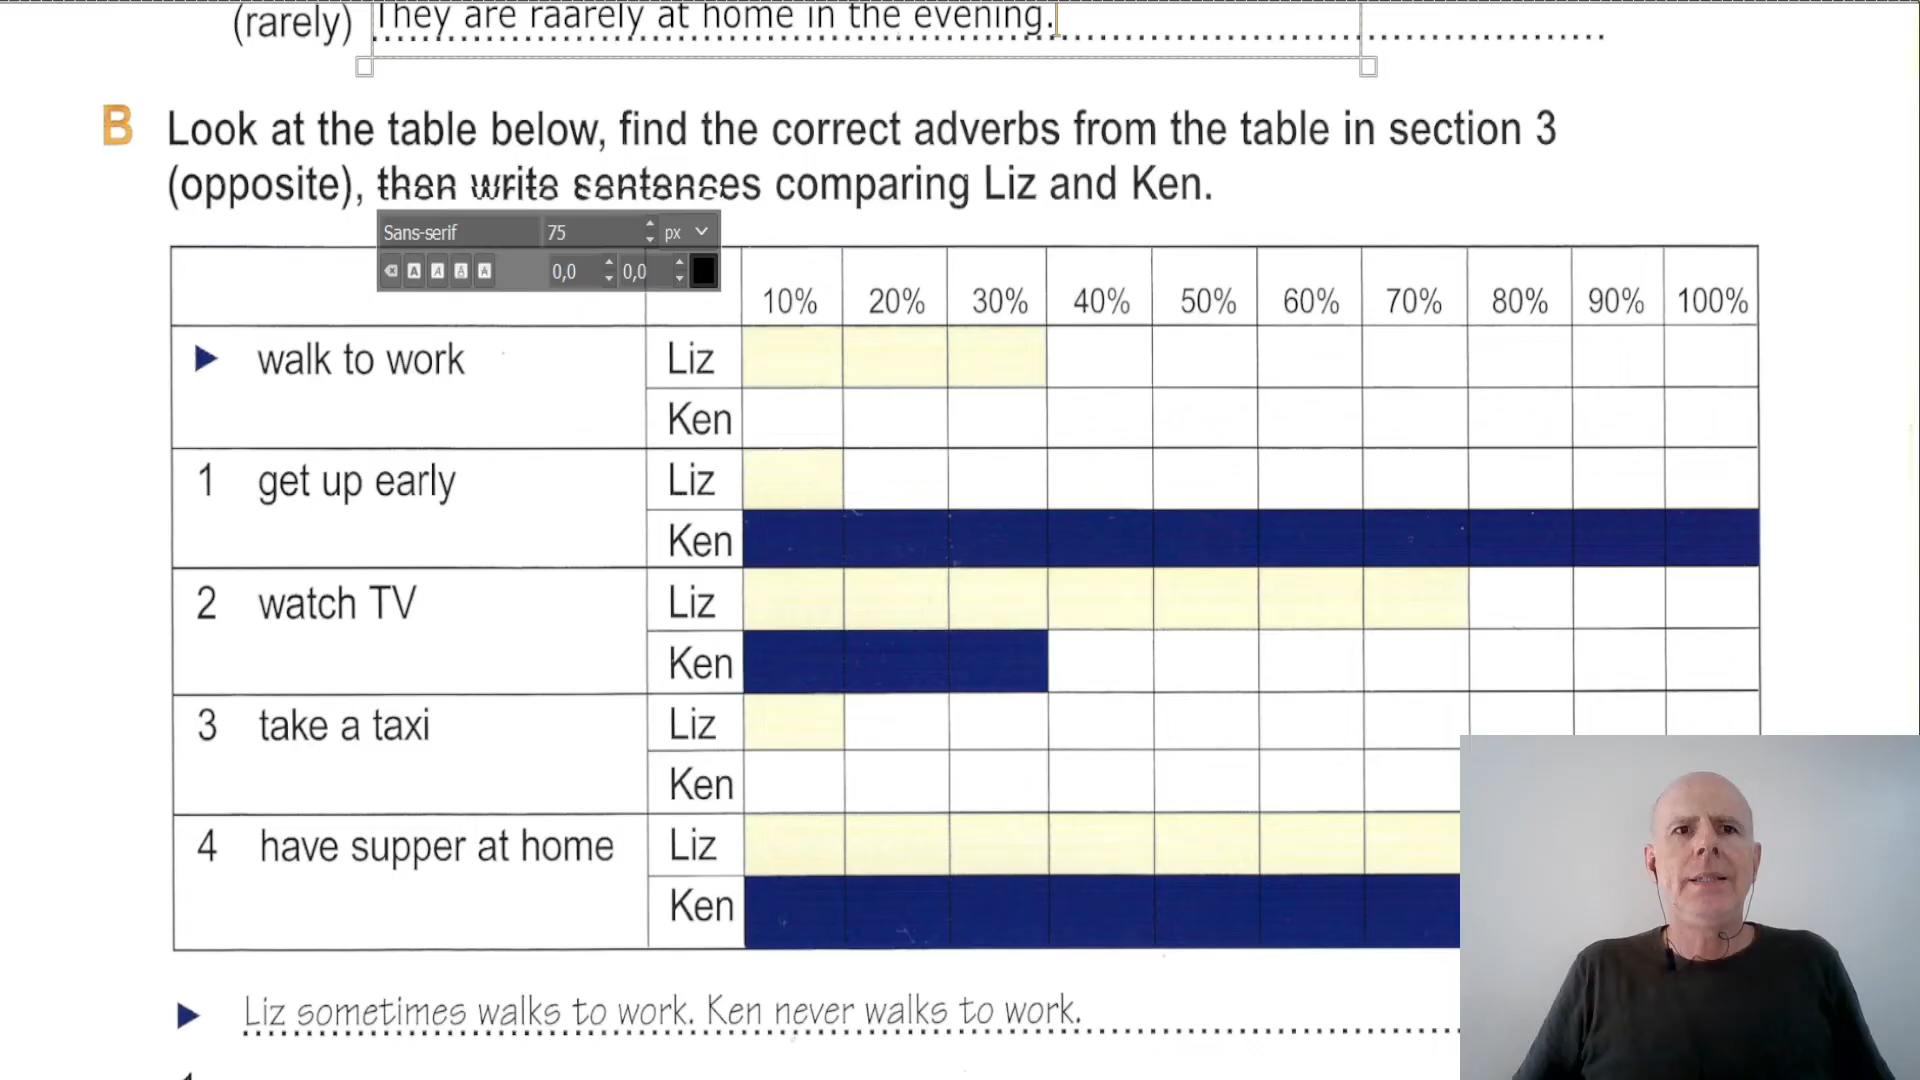 (rarely) They are raarely at home in the evening.
B Look at the table below, find the correct adverbs from the table in section 3
(opposite), then write sentences comparing Liz and Ken.
Sans-serif 75 px
0,0 0,0
10% 20% 30% 40% 50% 60% 70% 80% 90% 100%
walk to work Liz
Ken
1 get up early Liz
Ken
2 watch TV Liz
Ken
3 take a taxi Liz
Ken
4 have supper at home Liz
Ken
Liz sometimes walks to work. Ken never walks to work.